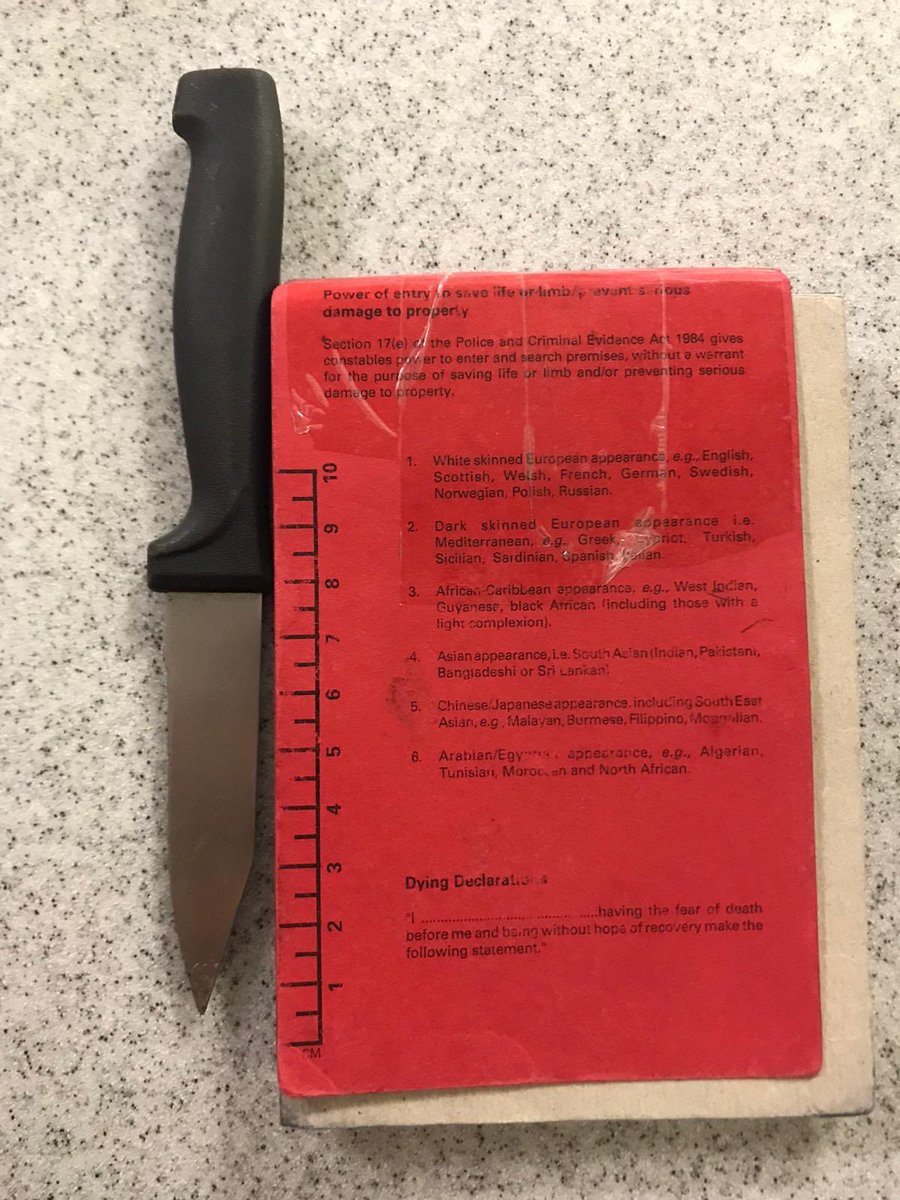 Power of entry to save life or limb/prevent serious
damage to property
Section 17(e) of the Police and Criminal Evidence Act 1984 gives
constables power to enter and search premises, without a warrant
for the purpose of saving life or limb and/or preventing serious
damage to property.
1. White skinned European appearance, e.g., English,
Scottish, Welsh, French, German, Swedish,
Norwegian, Polish, Russian.
2. Dark skinned European appearance i.e.
Mediterranean, e.g., Greek, Cypriot, Turkish,
Sicilian, Sardinian, Spanish, Italian.
3. African-Caribbean appearance, e.g., West Indian,
Guyanese, black African (including those with a
light complexion).
4. Asian appearance, i.e. South Asian (Indian, Pakistani,
Bangladeshi or Sri Lankan)
5. Chinese/Japanese appearance, including South East
Asian, e.g., Malayan, Burmese, Filippino, Mongolian.
6. Arabian/Egyptian appearance, e.g., Algerian,
Tunisian, Moroccan and North African.
Dying Declarations
"I ............................................having the fear of death
before me and being without hope of recovery make the
following statement."
10
9
8
7
6
5
4
3
2
1
CM